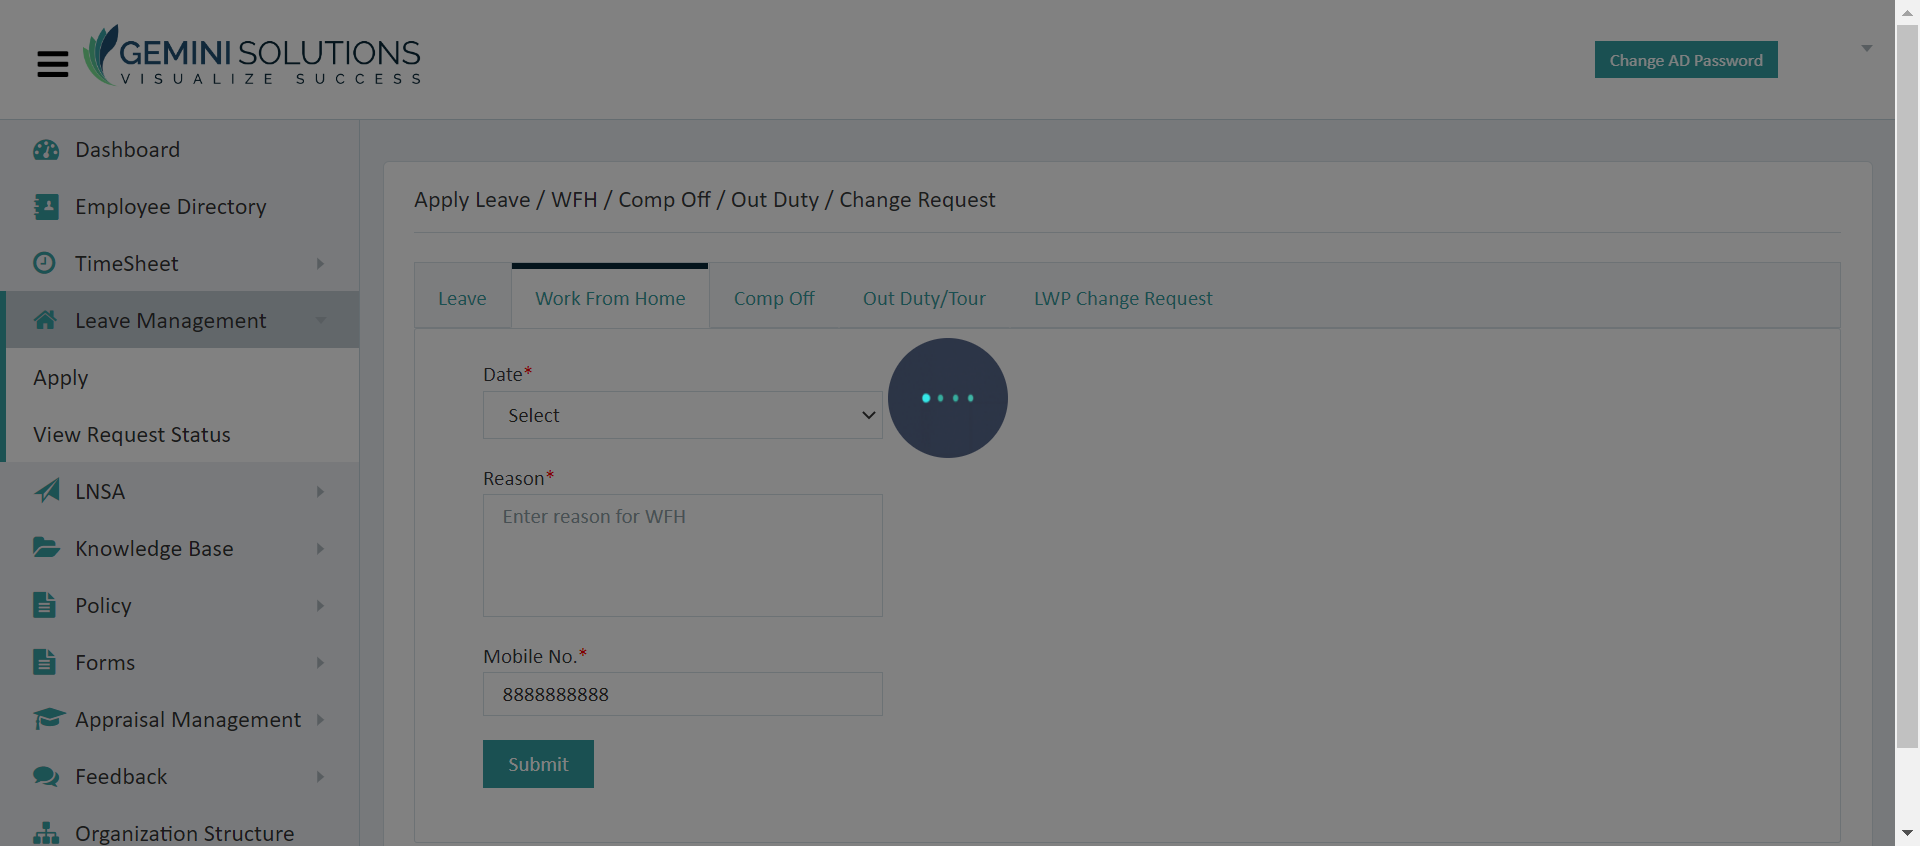 GEMINI SOLUTIONS
VISUALIZE SUCCESS
Change AD Password
Dashboard
Employee Directory
TimeSheet
Leave Management
Apply
View Request Status
LNSA
Knowledge Base
Policy
Forms
Appraisal Management
Feedback
Organization Structure
Apply Leave / WFH / Comp Off / Out Duty / Change Request
Leave Work From Home Comp Off Out Duty/Tour LWP Change Request
Date*
Select
Reason*
Enter reason for WFH
Mobile No.*
8888888888
Submit